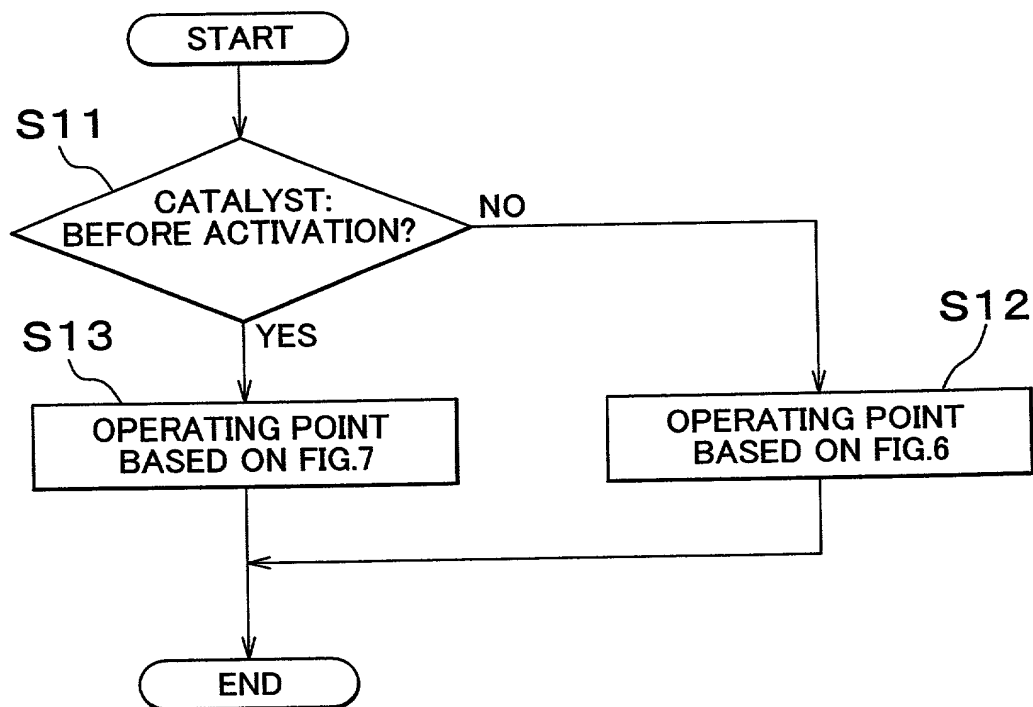 START
S11
CATALYST:
BEFORE ACTIVATION?
NO
YES
S13
S12
OPERATING POINT
BASED ON FIG.7
OPERATING POINT
BASED ON FIG.6
END